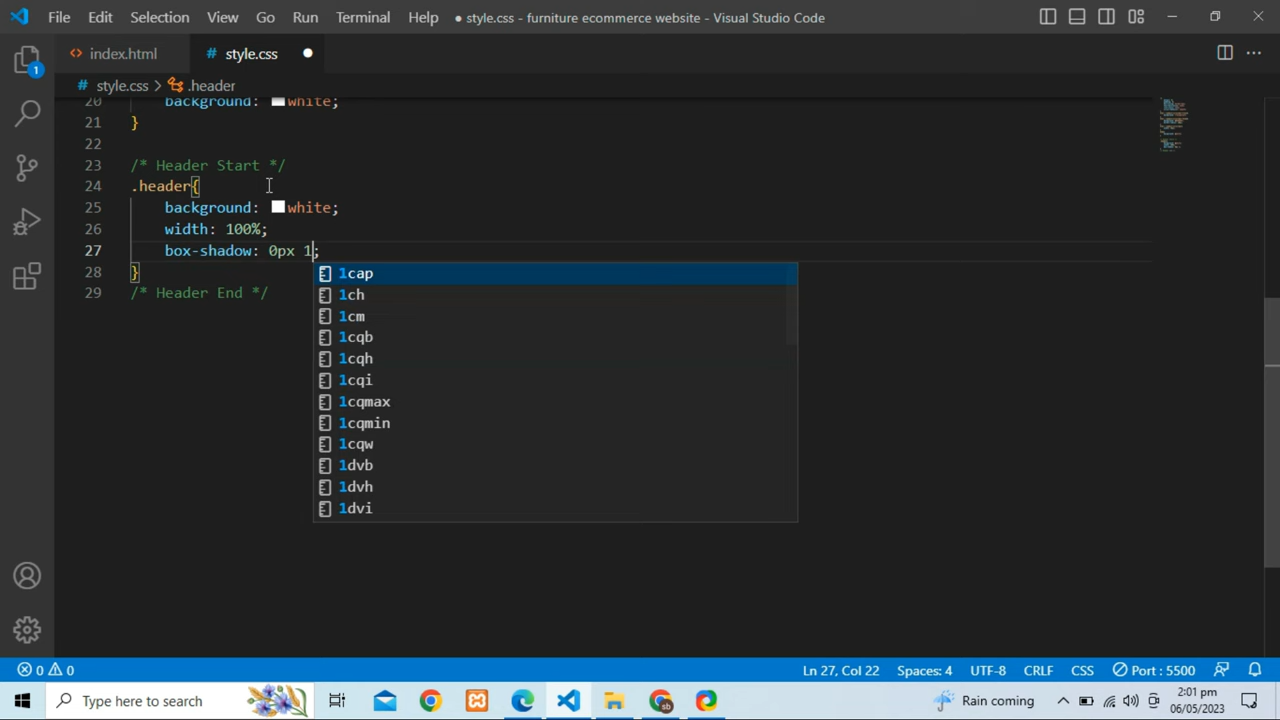 File Edit Selection View Go Run Terminal Help ● style.css - furniture ecommerce website - Visual Studio Code
index.html # style.css
# style.css > .header
20 background: white;
21 }
22
23 /* Header Start */
24 .header{
25 background: white;
26 width: 100%;
27 box-shadow: 0px 1;
28 }
29 /* Header End */
1cap
1ch
1cm
1cqb
1cqh
1cqi
1cqmax
1cqmin
1cqw
1dvb
1dvh
1dvi
1
0 0 Ln 27, Col 22 Spaces: 4 UTF-8 CRLF CSS Port : 5500
Type here to search Rain coming 2:01 pm
06/05/2023